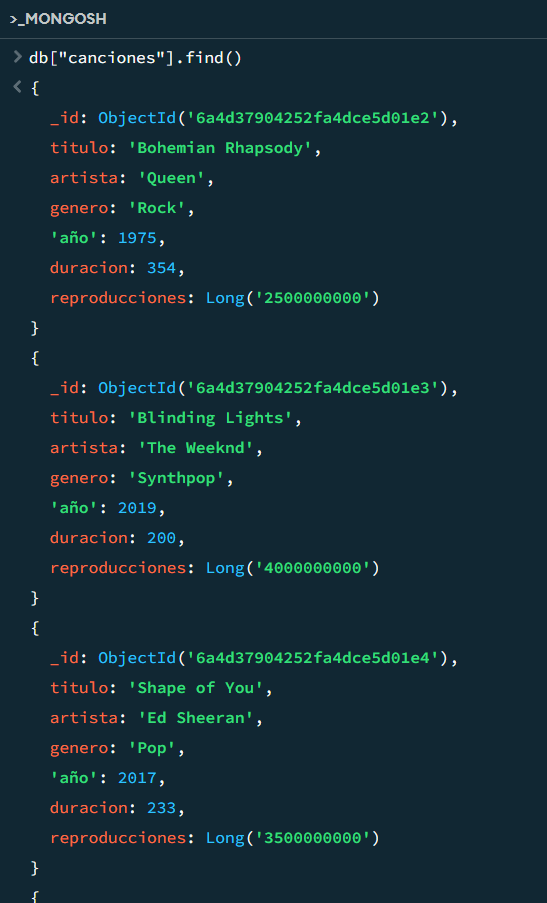 >_MONGOSH
> db["canciones"].find()
< {
_id: ObjectId('6a4d37904252fa4dce5d01e2'),
titulo: 'Bohemian Rhapsody',
artista: 'Queen',
genero: 'Rock',
'año': 1975,
duracion: 354,
reproducciones: Long('2500000000')
}
{
_id: ObjectId('6a4d37904252fa4dce5d01e3'),
titulo: 'Blinding Lights',
artista: 'The Weeknd',
genero: 'Synthpop',
'año': 2019,
duracion: 200,
reproducciones: Long('4000000000')
}
{
_id: ObjectId('6a4d37904252fa4dce5d01e4'),
titulo: 'Shape of You',
artista: 'Ed Sheeran',
genero: 'Pop',
'año': 2017,
duracion: 233,
reproducciones: Long('3500000000')
}
{